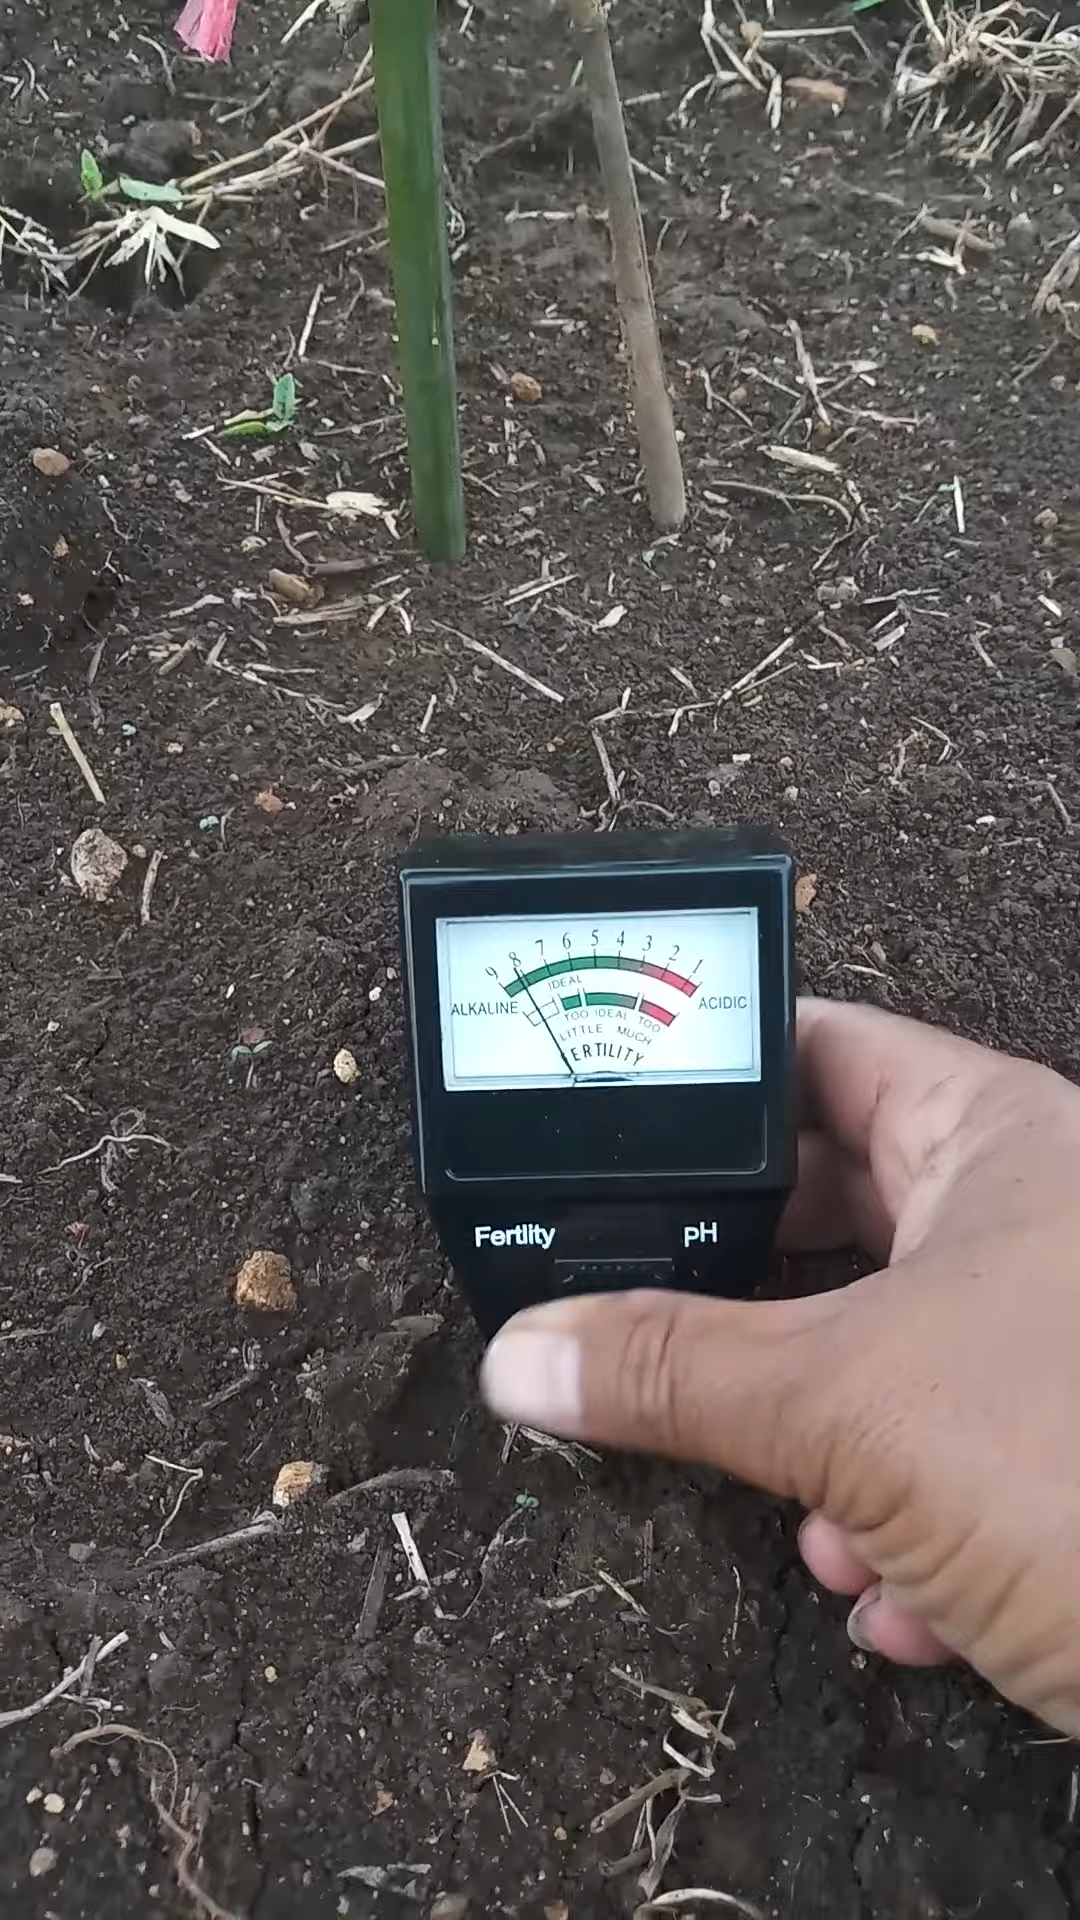 9 8 7 6 5 4 3 2 1
IDEAL
ALKALINE ACIDIC
TOO IDEAL TOO
LITTLE MUCH
FERTILITY
Fertlity pH